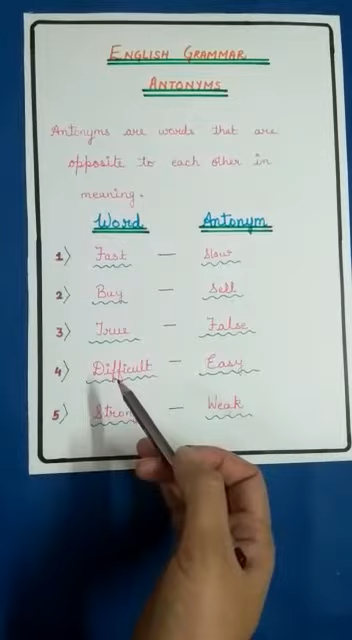 ENGLISH GRAMMAR
ANTONYMS
Antonyms are words that are
opposite to each other in
meaning.
Word Antonym
1) Fast — Slow
2) Buy — Sell
3) True — False
4) Difficult — Easy
5) Strong — Weak